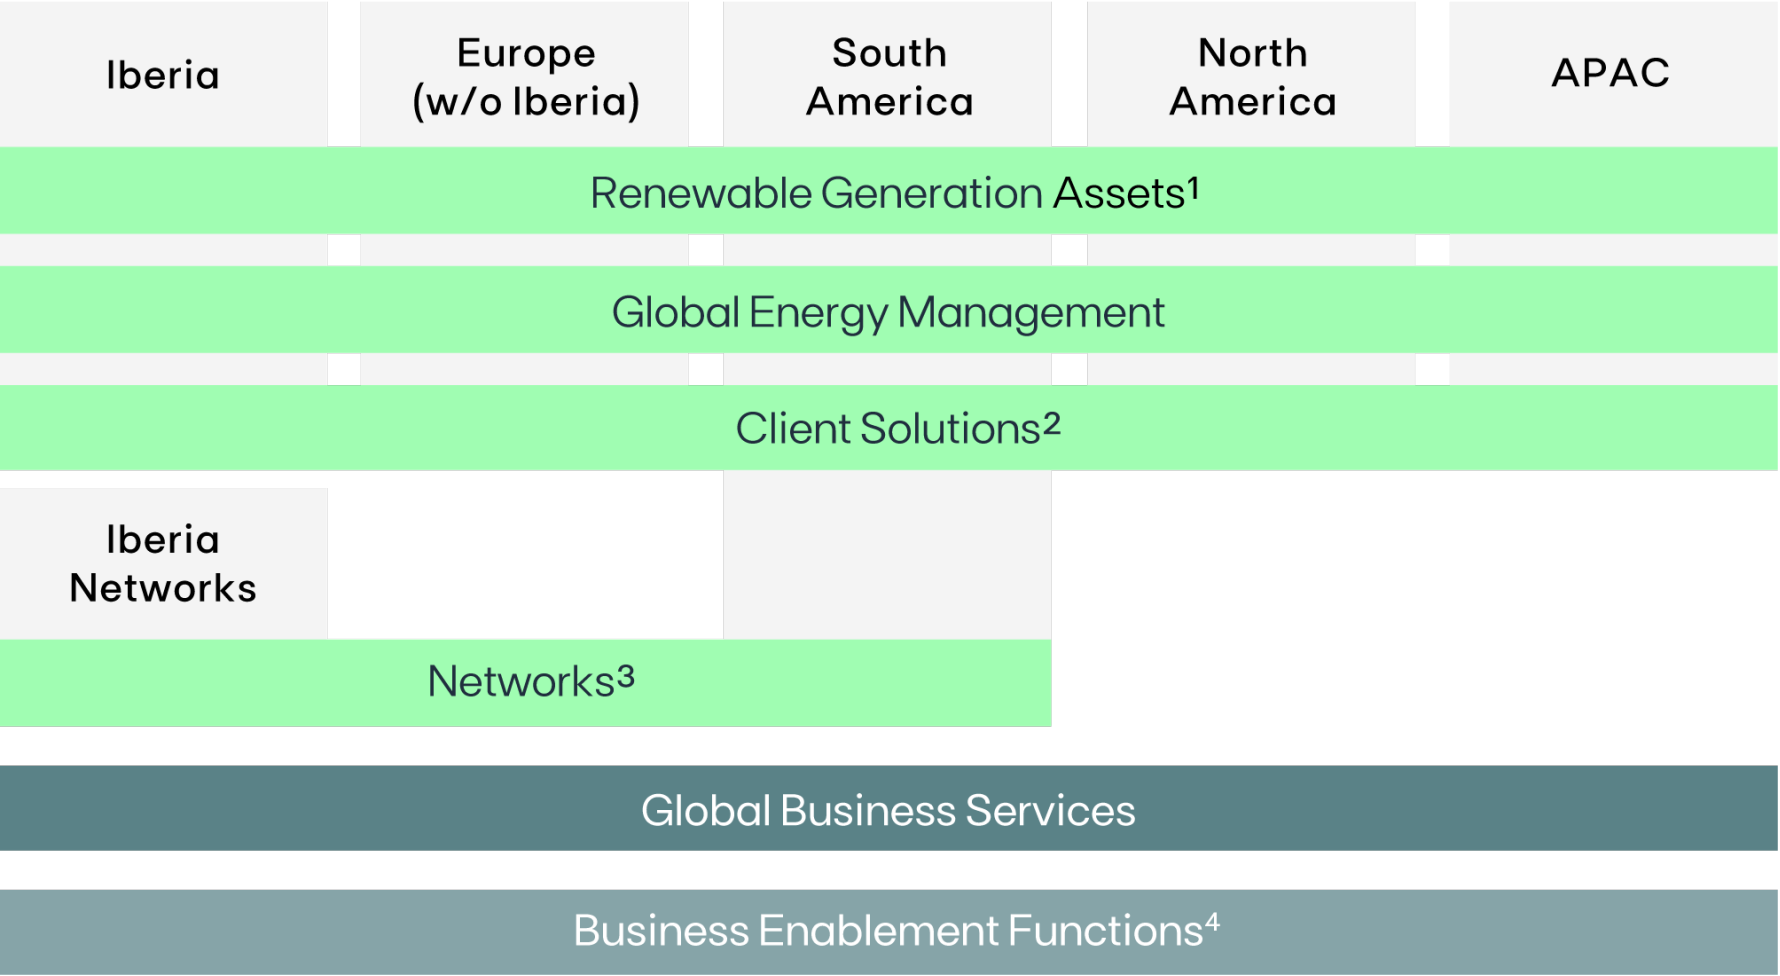 Iberia
Europe
(w/o Iberia)
South
America
North
America
APAC
Renewable Generation Assets¹
Global Energy Management
Client Solutions²
Iberia
Networks
Networks³
Global Business Services
Business Enablement Functions⁴